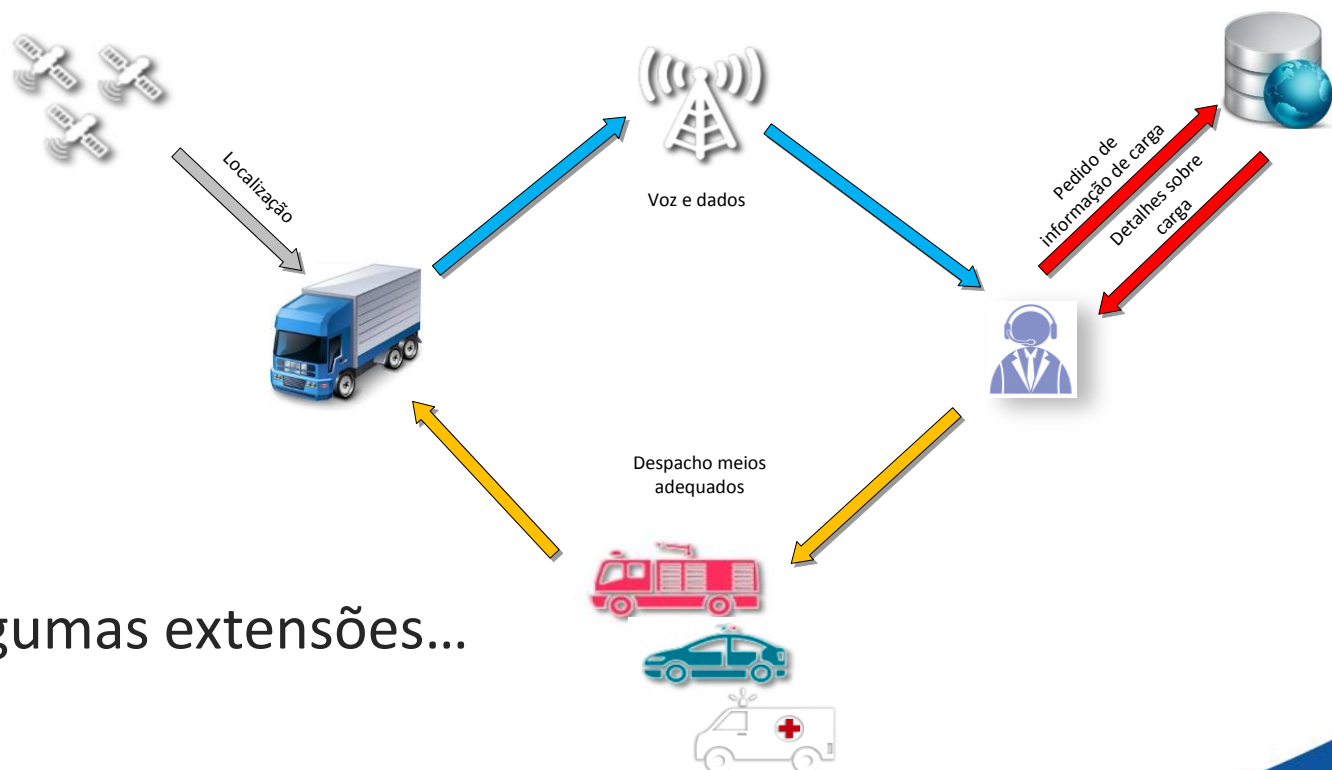 Localização
Voz e dados
Pedido de
informação de carga
Detalhes sobre
carga
Despacho meios
adequados
gumas extensões...